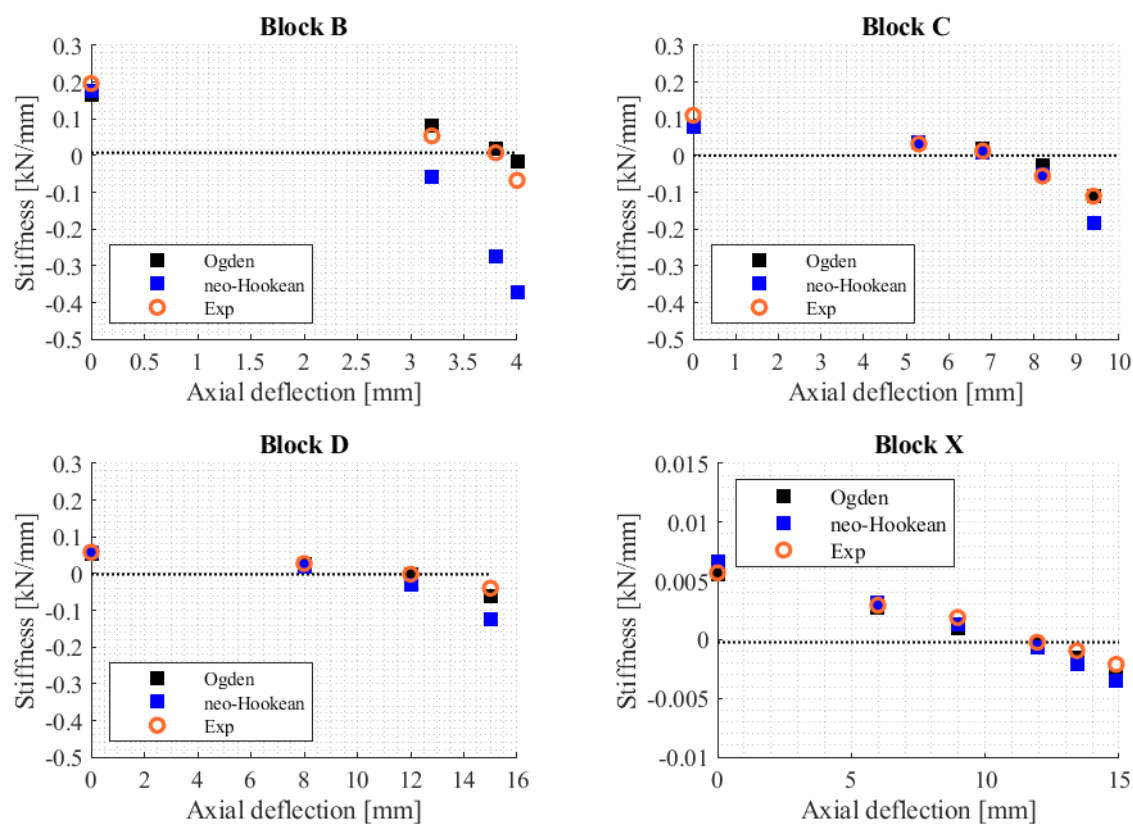 Block B
Stiffness [kN/mm]
0.3
0.2
0.1
0
-0.1
-0.2
-0.3
-0.4
-0.5
Ogden
neo-Hookean
Exp
0 0.5 1 1.5 2 2.5 3 3.5 4
Axial deflection [mm]
Block C
Stiffness [kN/mm]
0.3
0.2
0.1
0
-0.1
-0.2
-0.3
-0.4
-0.5
Ogden
neo-Hookean
Exp
0 1 2 3 4 5 6 7 8 9 10
Axial deflection [mm]
Block D
Stiffness [kN/mm]
0.3
0.2
0.1
0
-0.1
-0.2
-0.3
-0.4
-0.5
Ogden
neo-Hookean
Exp
0 2 4 6 8 10 12 14 16
Axial deflection [mm]
Block X
Stiffness [kN/mm]
0.015
0.01
0.005
0
-0.005
-0.01
Ogden
neo-Hookean
Exp
0 5 10 15
Axial deflection [mm]